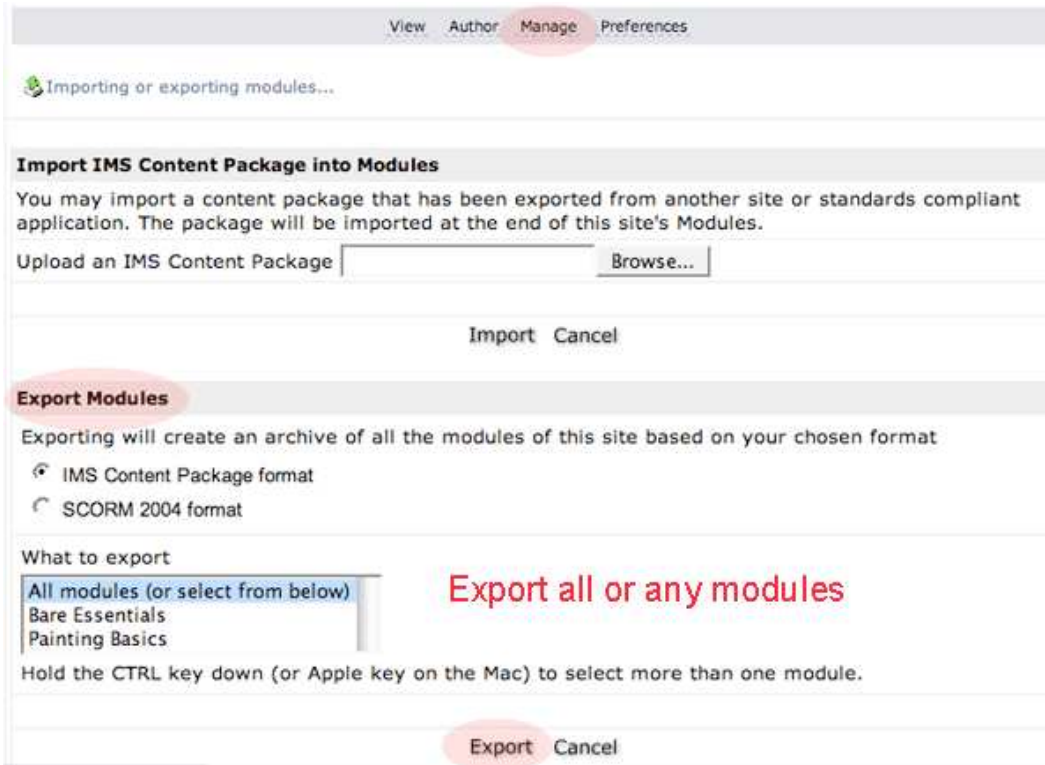 View Author Manage Preferences
Importing or exporting modules...
Import IMS Content Package into Modules
You may import a content package that has been exported from another site or standards compliant
application. The package will be imported at the end of this site's Modules.
Upload an IMS Content Package Browse...
Import Cancel
Export Modules
Exporting will create an archive of all the modules of this site based on your chosen format
IMS Content Package format
SCORM 2004 format
What to export
All modules (or select from below)
Bare Essentials
Painting Basics
Export all or any modules
Hold the CTRL key down (or Apple key on the Mac) to select more than one module.
Export Cancel